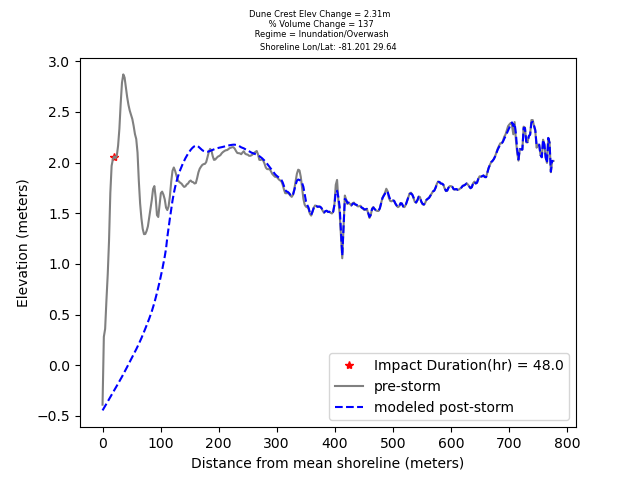 Dune Crest Elev Change = 2.31m
% Volume Change = 137
Regime = Inundation/Overwash
Shoreline Lon/Lat: -81.201 29.64
3.0
2.5
2.0
1.5
1.0
0.5
0.0
−0.5
Elevation (meters)
Impact Duration(hr) = 48.0
pre-storm
modeled post-storm
0 100 200 300 400 500 600 700 800
Distance from mean shoreline (meters)